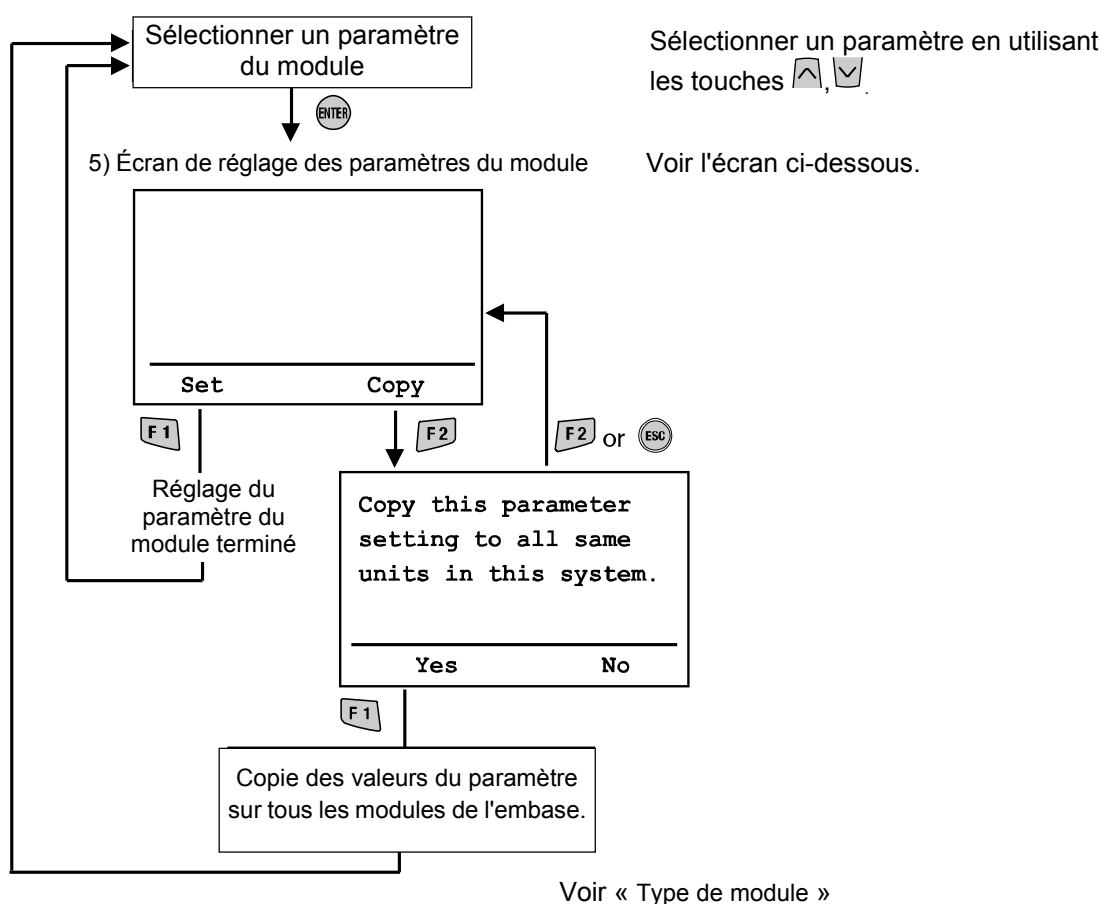 Sélectionner un paramètre
du module
Sélectionner un paramètre en utilisant
les touches , .
ENTER
5) Écran de réglage des paramètres du module
Voir l'écran ci-dessous.
Set Copy
F1
F2
F2 or ESC
Réglage du
paramètre du
module terminé
Copy this parameter
setting to all same
units in this system.
Yes No
F1
Copie des valeurs du paramètre
sur tous les modules de l'embase.
Voir « Type de module »